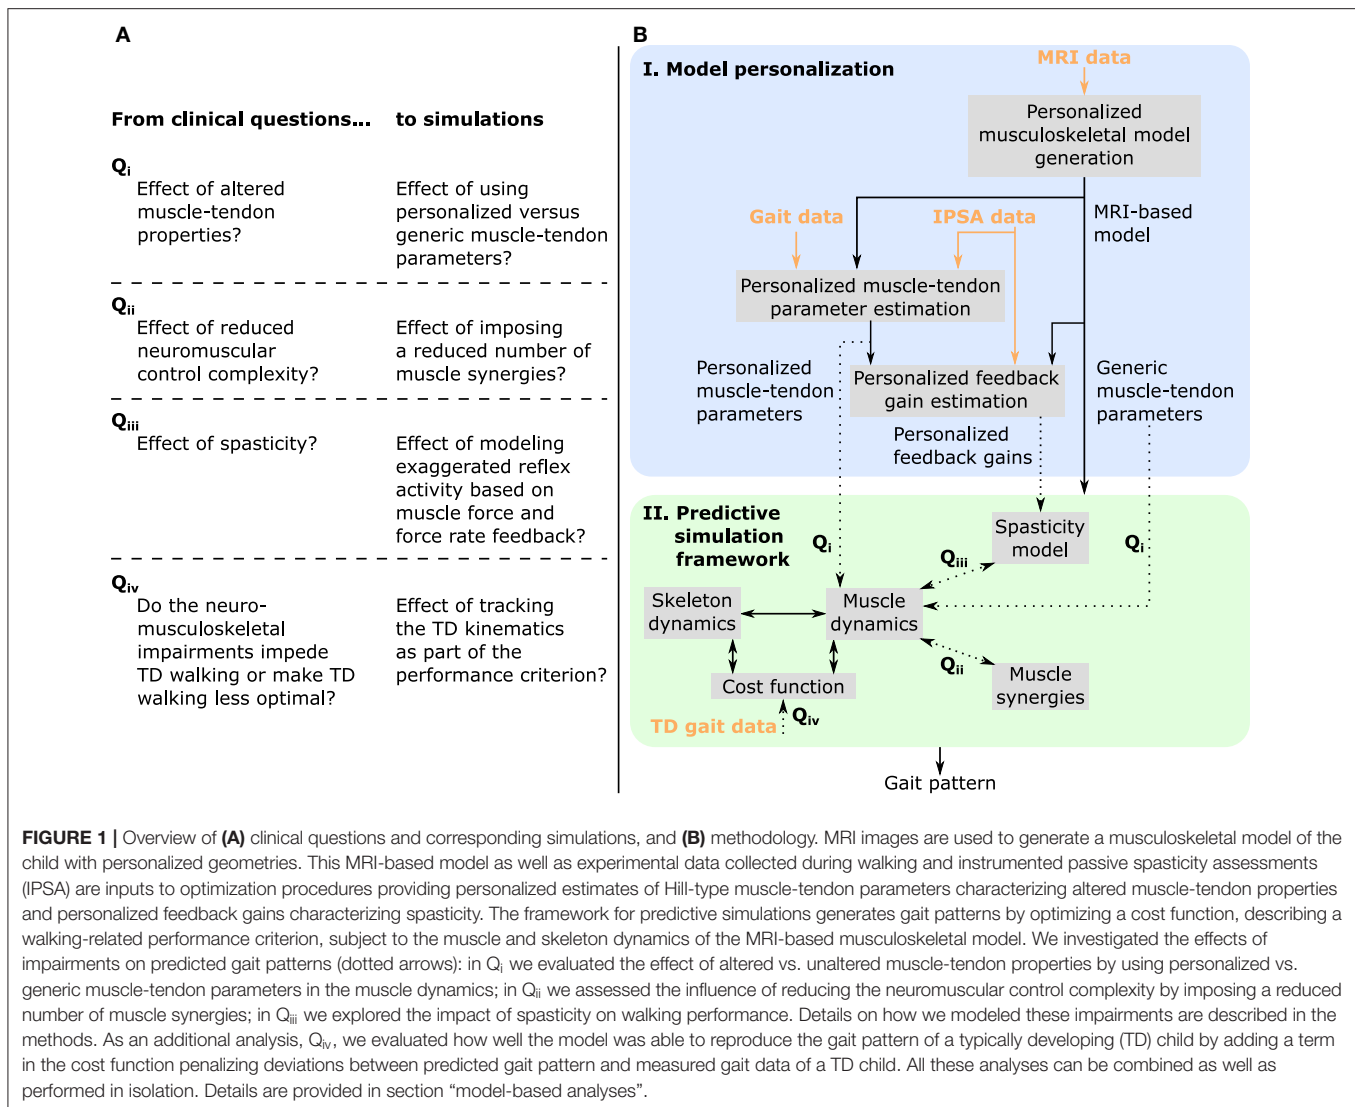 A
From clinical questions... to simulations
Qi
Effect of altered
muscle-tendon
properties?
Effect of using
personalized versus
generic muscle-tendon
parameters?
Qii
Effect of reduced
neuromuscular
control complexity?
Effect of imposing
a reduced number of
muscle synergies?
Qiii
Effect of spasticity?
Effect of modeling
exaggerated reflex
activity based on
muscle force and
force rate feedback?
Qiv
Do the neuro-
musculoskeletal
impairments impede
TD walking or make TD
walking less optimal?
Effect of tracking
the TD kinematics
as part of the
performance criterion?
B
I. Model personalization
MRI data
Personalized
musculoskeletal model
generation
MRI-based
model
Gait data
IPSA data
Personalized muscle-tendon
parameter estimation
Personalized
muscle-tendon
parameters
Personalized feedback
gain estimation
Generic
muscle-tendon
parameters
Personalized
feedback gains
II. Predictive
simulation
framework
Spasticity
model
Qi
Qiii
Qi
Skeleton
dynamics
Muscle
dynamics
Qii
Muscle
synergies
Cost function
Qiv
TD gait data
Gait pattern
FIGURE 1 | Overview of (A) clinical questions and corresponding simulations, and (B) methodology. MRI images are used to generate a musculoskeletal model of the
child with personalized geometries. This MRI-based model as well as experimental data collected during walking and instrumented passive spasticity assessments
(IPSA) are inputs to optimization procedures providing personalized estimates of Hill-type muscle-tendon parameters characterizing altered muscle-tendon properties
and personalized feedback gains characterizing spasticity. The framework for predictive simulations generates gait patterns by optimizing a cost function, describing a
walking-related performance criterion, subject to the muscle and skeleton dynamics of the MRI-based musculoskeletal model. We investigated the effects of
impairments on predicted gait patterns (dotted arrows): in Qi we evaluated the effect of altered vs. unaltered muscle-tendon properties by using personalized vs.
generic muscle-tendon parameters in the muscle dynamics; in Qii we assessed the influence of reducing the neuromuscular control complexity by imposing a reduced
number of muscle synergies; in Qiii we explored the impact of spasticity on walking performance. Details on how we modeled these impairments are described in the
methods. As an additional analysis, Qiv, we evaluated how well the model was able to reproduce the gait pattern of a typically developing (TD) child by adding a term
in the cost function penalizing deviations between predicted gait pattern and measured gait data of a TD child. All these analyses can be combined as well as
performed in isolation. Details are provided in section “model-based analyses”.